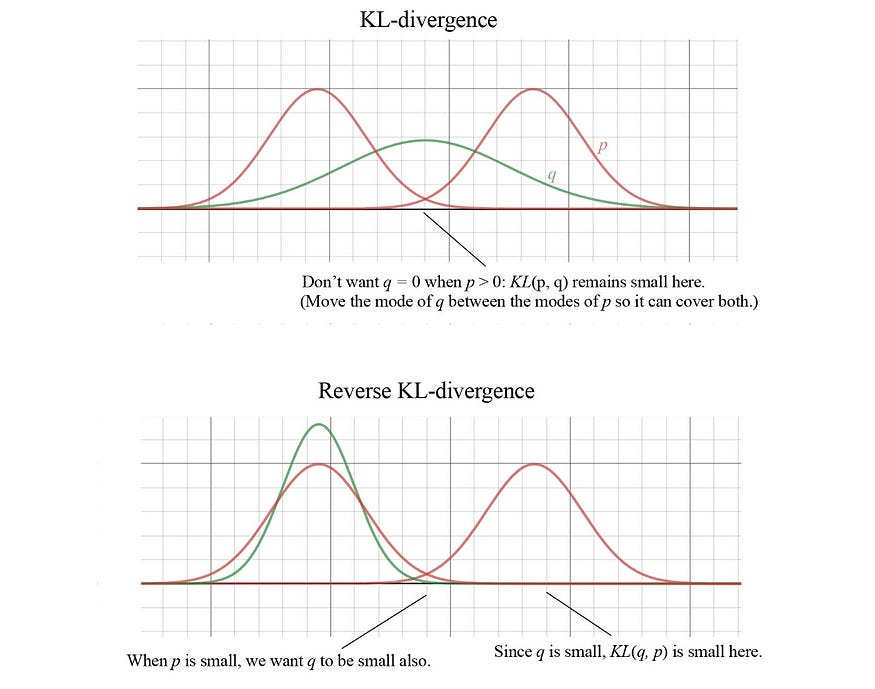 KL-divergence
p
q
Don’t want q = 0 when p > 0: KL(p, q) remains small here.
(Move the mode of q between the modes of p so it can cover both.)
Reverse KL-divergence
When p is small, we want q to be small also.
Since q is small, KL(q, p) is small here.